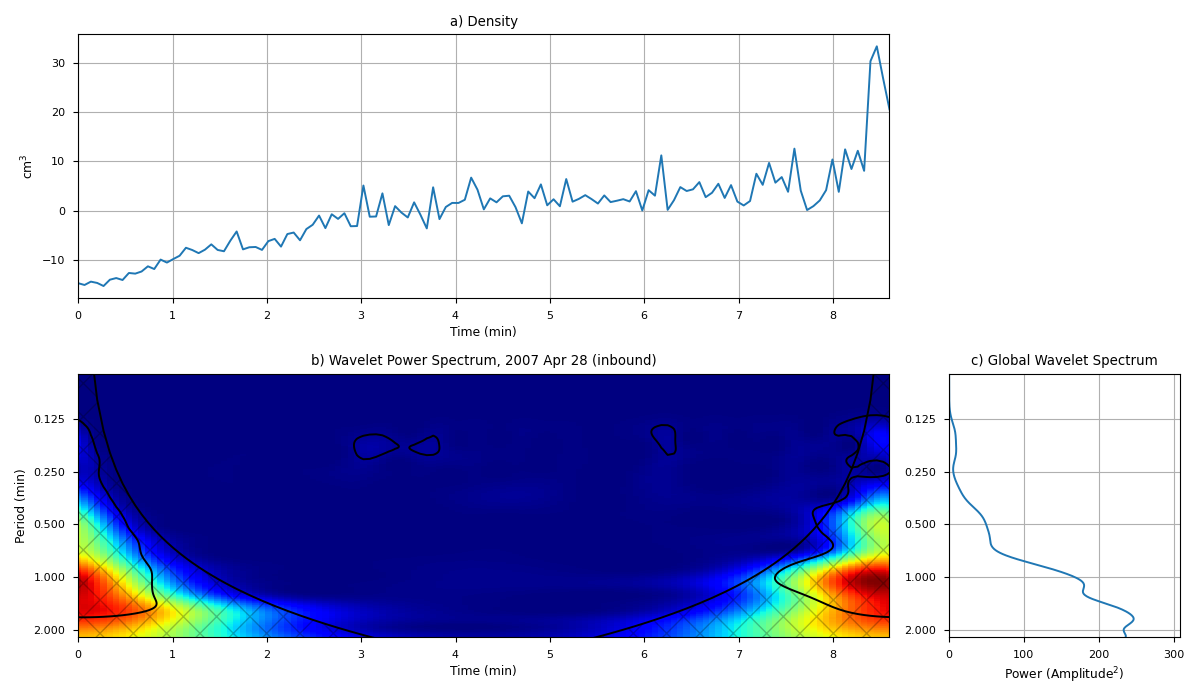 a) Density
cm³
30
20
10
0
−10
0 1 2 3 4 5 6 7 8
Time (min)
b) Wavelet Power Spectrum, 2007 Apr 28 (inbound)
Period (min)
0.125
0.250
0.500
1.000
2.000
0 1 2 3 4 5 6 7 8
Time (min)
c) Global Wavelet Spectrum
0.125
0.250
0.500
1.000
2.000
0 100 200 300
Power (Amplitude²)